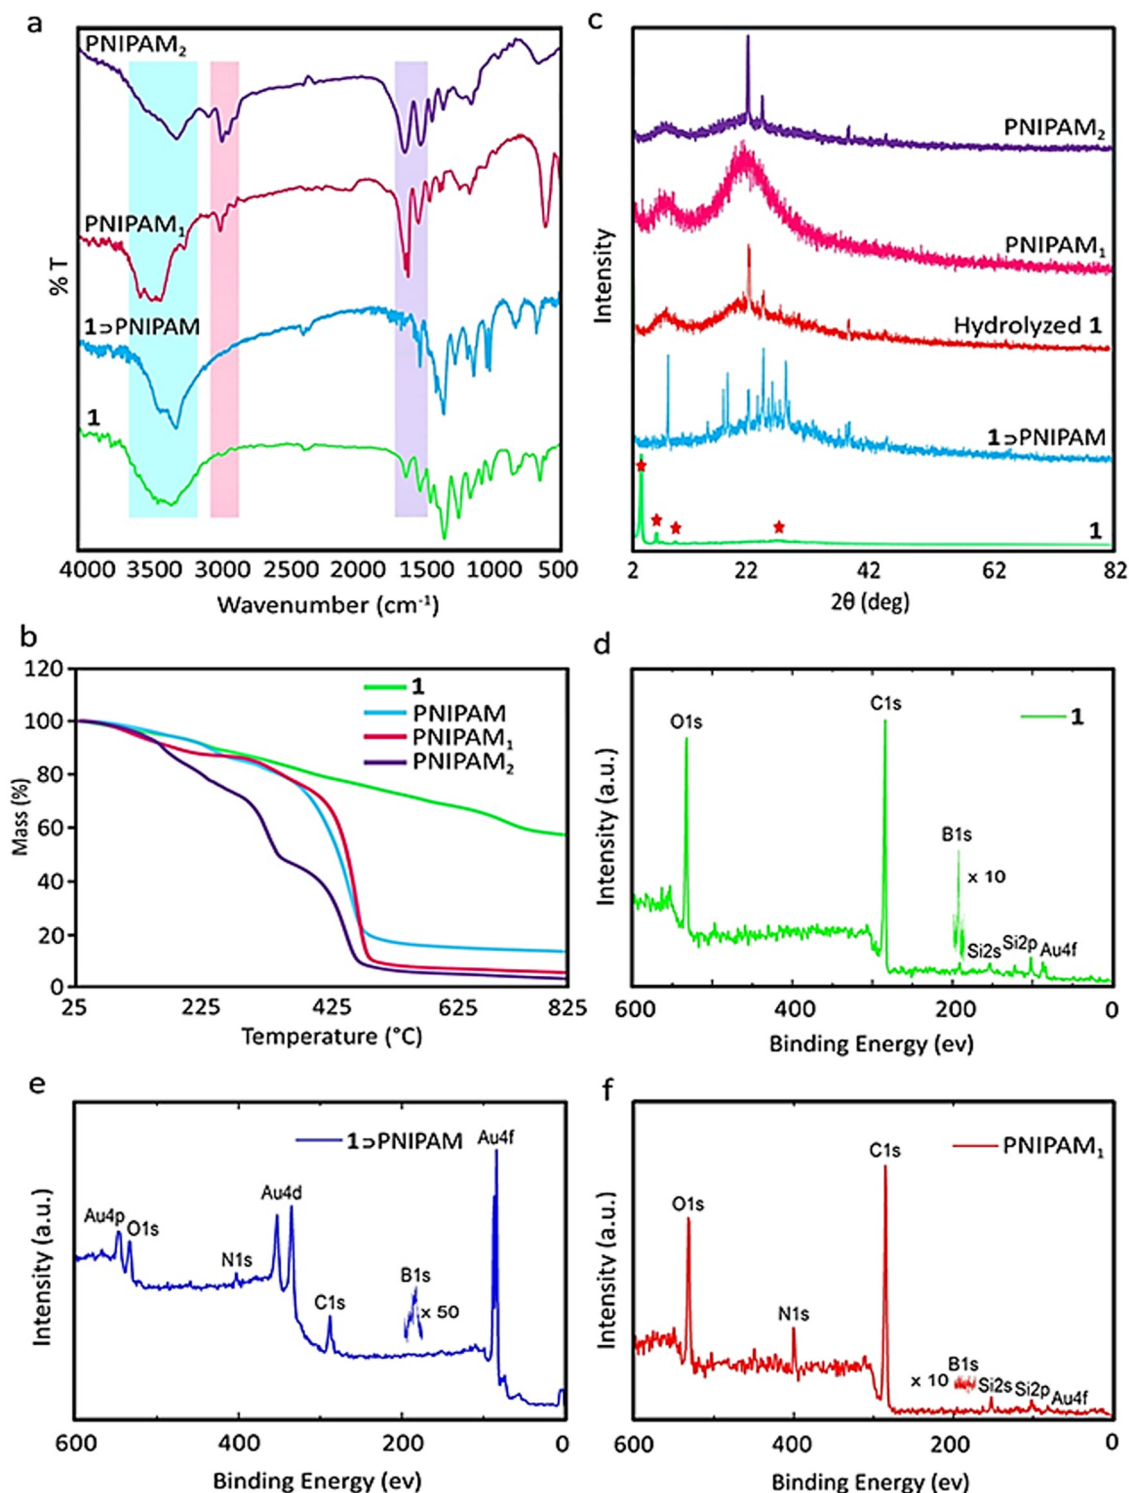 a
PNIPAM₂
PNIPAM₁
1⊃PNIPAM
1
% T
4000 3500 3000 2500 2000 1500 1000 500
Wavenumber (cm⁻¹)
c
PNIPAM₂
PNIPAM₁
Hydrolyzed 1
1⊃PNIPAM
1
Intensity
2 22 42 62 82
2θ (deg)
b
120
100
80
60
40
20
0
Mass (%)
1
PNIPAM
PNIPAM₁
PNIPAM₂
25 225 425 625 825
Temperature (°C)
d
O1s
C1s
1
B1s
x 10
Si2s
Si2p
Au4f
Intensity (a.u.)
600 400 200 0
Binding Energy (ev)
e
1⊃PNIPAM
Au4f
Au4p
O1s
N1s
Au4d
C1s
B1s
x 50
Intensity (a.u.)
600 400 200 0
Binding Energy (ev)
f
PNIPAM₁
C1s
O1s
N1s
x 10
B1s
Si2s
Si2p
Au4f
Intensity (a.u.)
600 400 200 0
Binding Energy (ev)